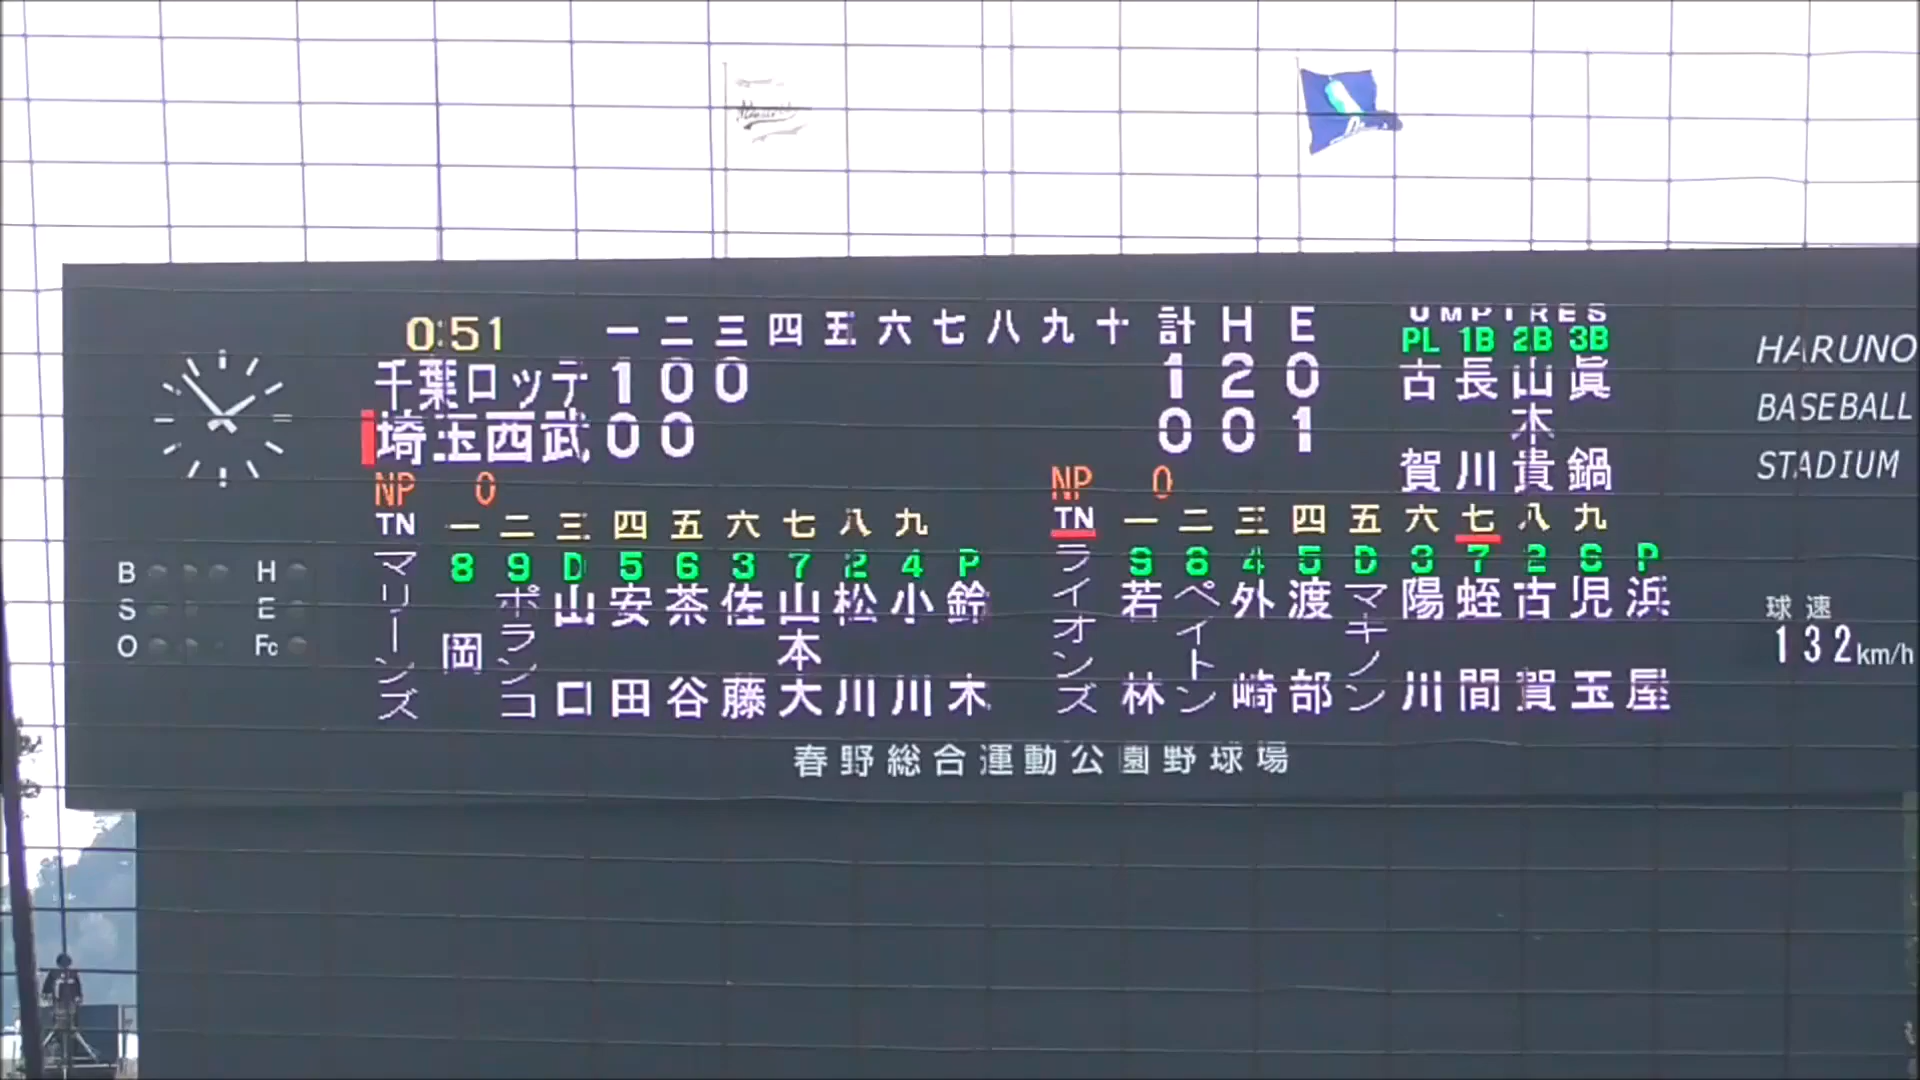 0:51 一 二 三 四 五 六 七 八 九 十 計 H E
千葉ロッテ 1 0 0 1 2 0
埼玉西武 0 0 0 0 1
UMPIRES
PL 1B 2B 3B
古賀 長川 山木貴 眞鍋
NP 0
TN 一 二 三 四 五 六 七 八 九
8 9 D 5 6 3 7 2 4 P
マリーンズ 岡 ポランコ 山口 安田 茶谷 佐藤 山本大 松川 小川 鈴木
NP 0
TN 一 二 三 四 五 六 七 八 九
9 8 4 5 D 3 7 2 6 P
ライオンズ 若林 ペイトン 外崎 渡部 マキノン 陽川 蛭間 古賀 児玉 浜屋
B H
S E
O Fc
HARUNO
BASEBALL
STADIUM
球速
132km/h
春野総合運動公園野球場